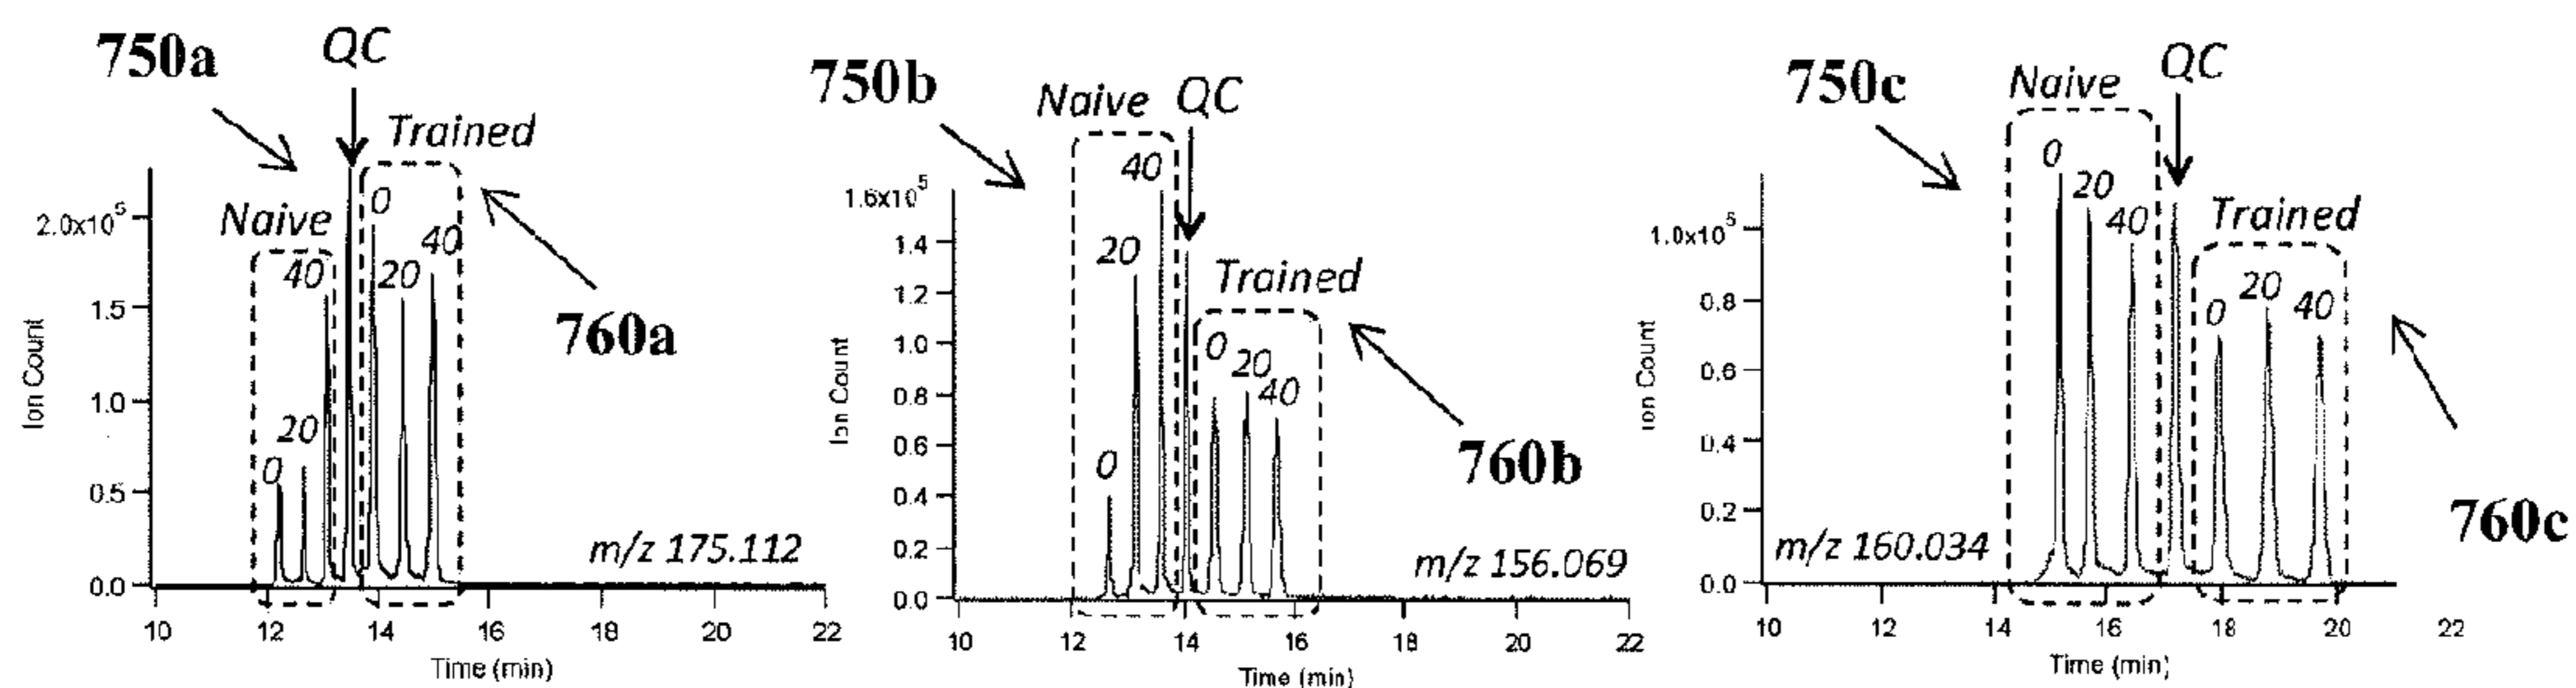 750a
QC
Trained
Naive
0
20
40
0
20
40
760a
2.0x10^5
1.5
1.0
0.5
0.0
Ion Count
m/z 175.112
10 12 14 16 18 20 22
Time (min)
750b
Naive QC
40
20
0
Trained
0 20 40
760b
1.6x10^5
1.4
1.2
1.0
0.8
0.6
0.4
0.2
0.0
Ion Count
m/z 156.069
10 12 14 16 18 20 22
Time (min)
750c
Naive QC
0
20
40
Trained
0 20 40
760c
1.0x10^5
0.8
0.6
0.4
0.2
0.0
Ion Count
m/z 160.034
10 12 14 16 18 20 22
Time (min)